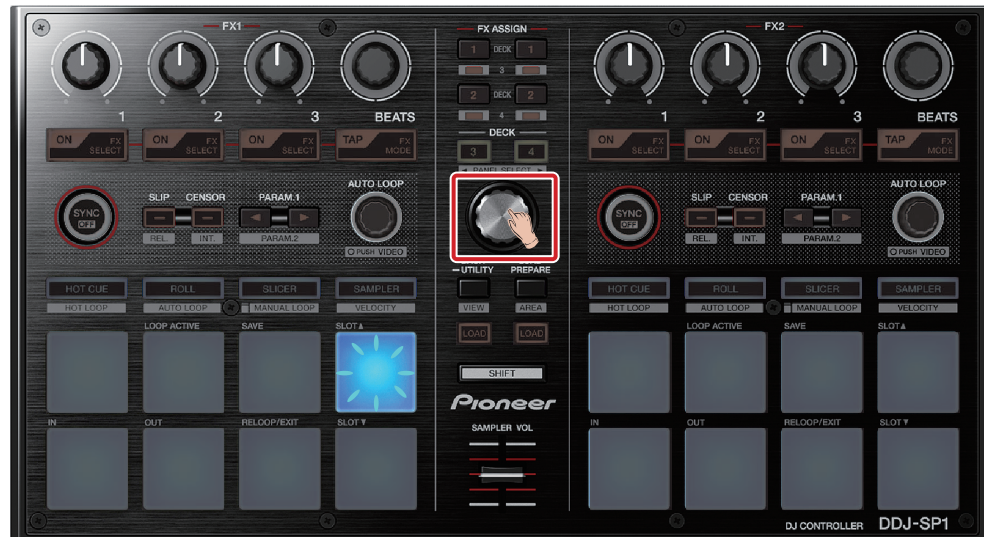 FX1
FX ASSIGN
FX2
1 DECK 1
3
2 DECK 2
4
1 2 3 BEATS
DECK
1 2 3 BEATS
ON FX SELECT ON FX SELECT ON FX SELECT TAP FX MODE
3 4
ON FX SELECT ON FX SELECT ON FX SELECT TAP FX MODE
◄ PANEL SELECT ►
AUTO LOOP
SLIP CENSOR PARAM.1
SYNC
OFF
REL. INT. PARAM.2
PUSH VIDEO
AUTO LOOP
SLIP CENSOR PARAM.1
SYNC
OFF
REL. INT. PARAM.2
PUSH VIDEO
UTILITY PREPARE
VIEW AREA
LOAD LOAD
SHIFT
Pioneer
SAMPLER VOL
HOT CUE ROLL SLICER SAMPLER
HOT LOOP AUTO LOOP MANUAL LOOP VELOCITY
LOOP ACTIVE SAVE SLOT▲
IN OUT RELOOP/EXIT SLOT▼
HOT CUE ROLL SLICER SAMPLER
HOT LOOP AUTO LOOP MANUAL LOOP VELOCITY
LOOP ACTIVE SAVE SLOT▲
IN OUT RELOOP/EXIT SLOT▼
DJ CONTROLLER DDJ-SP1